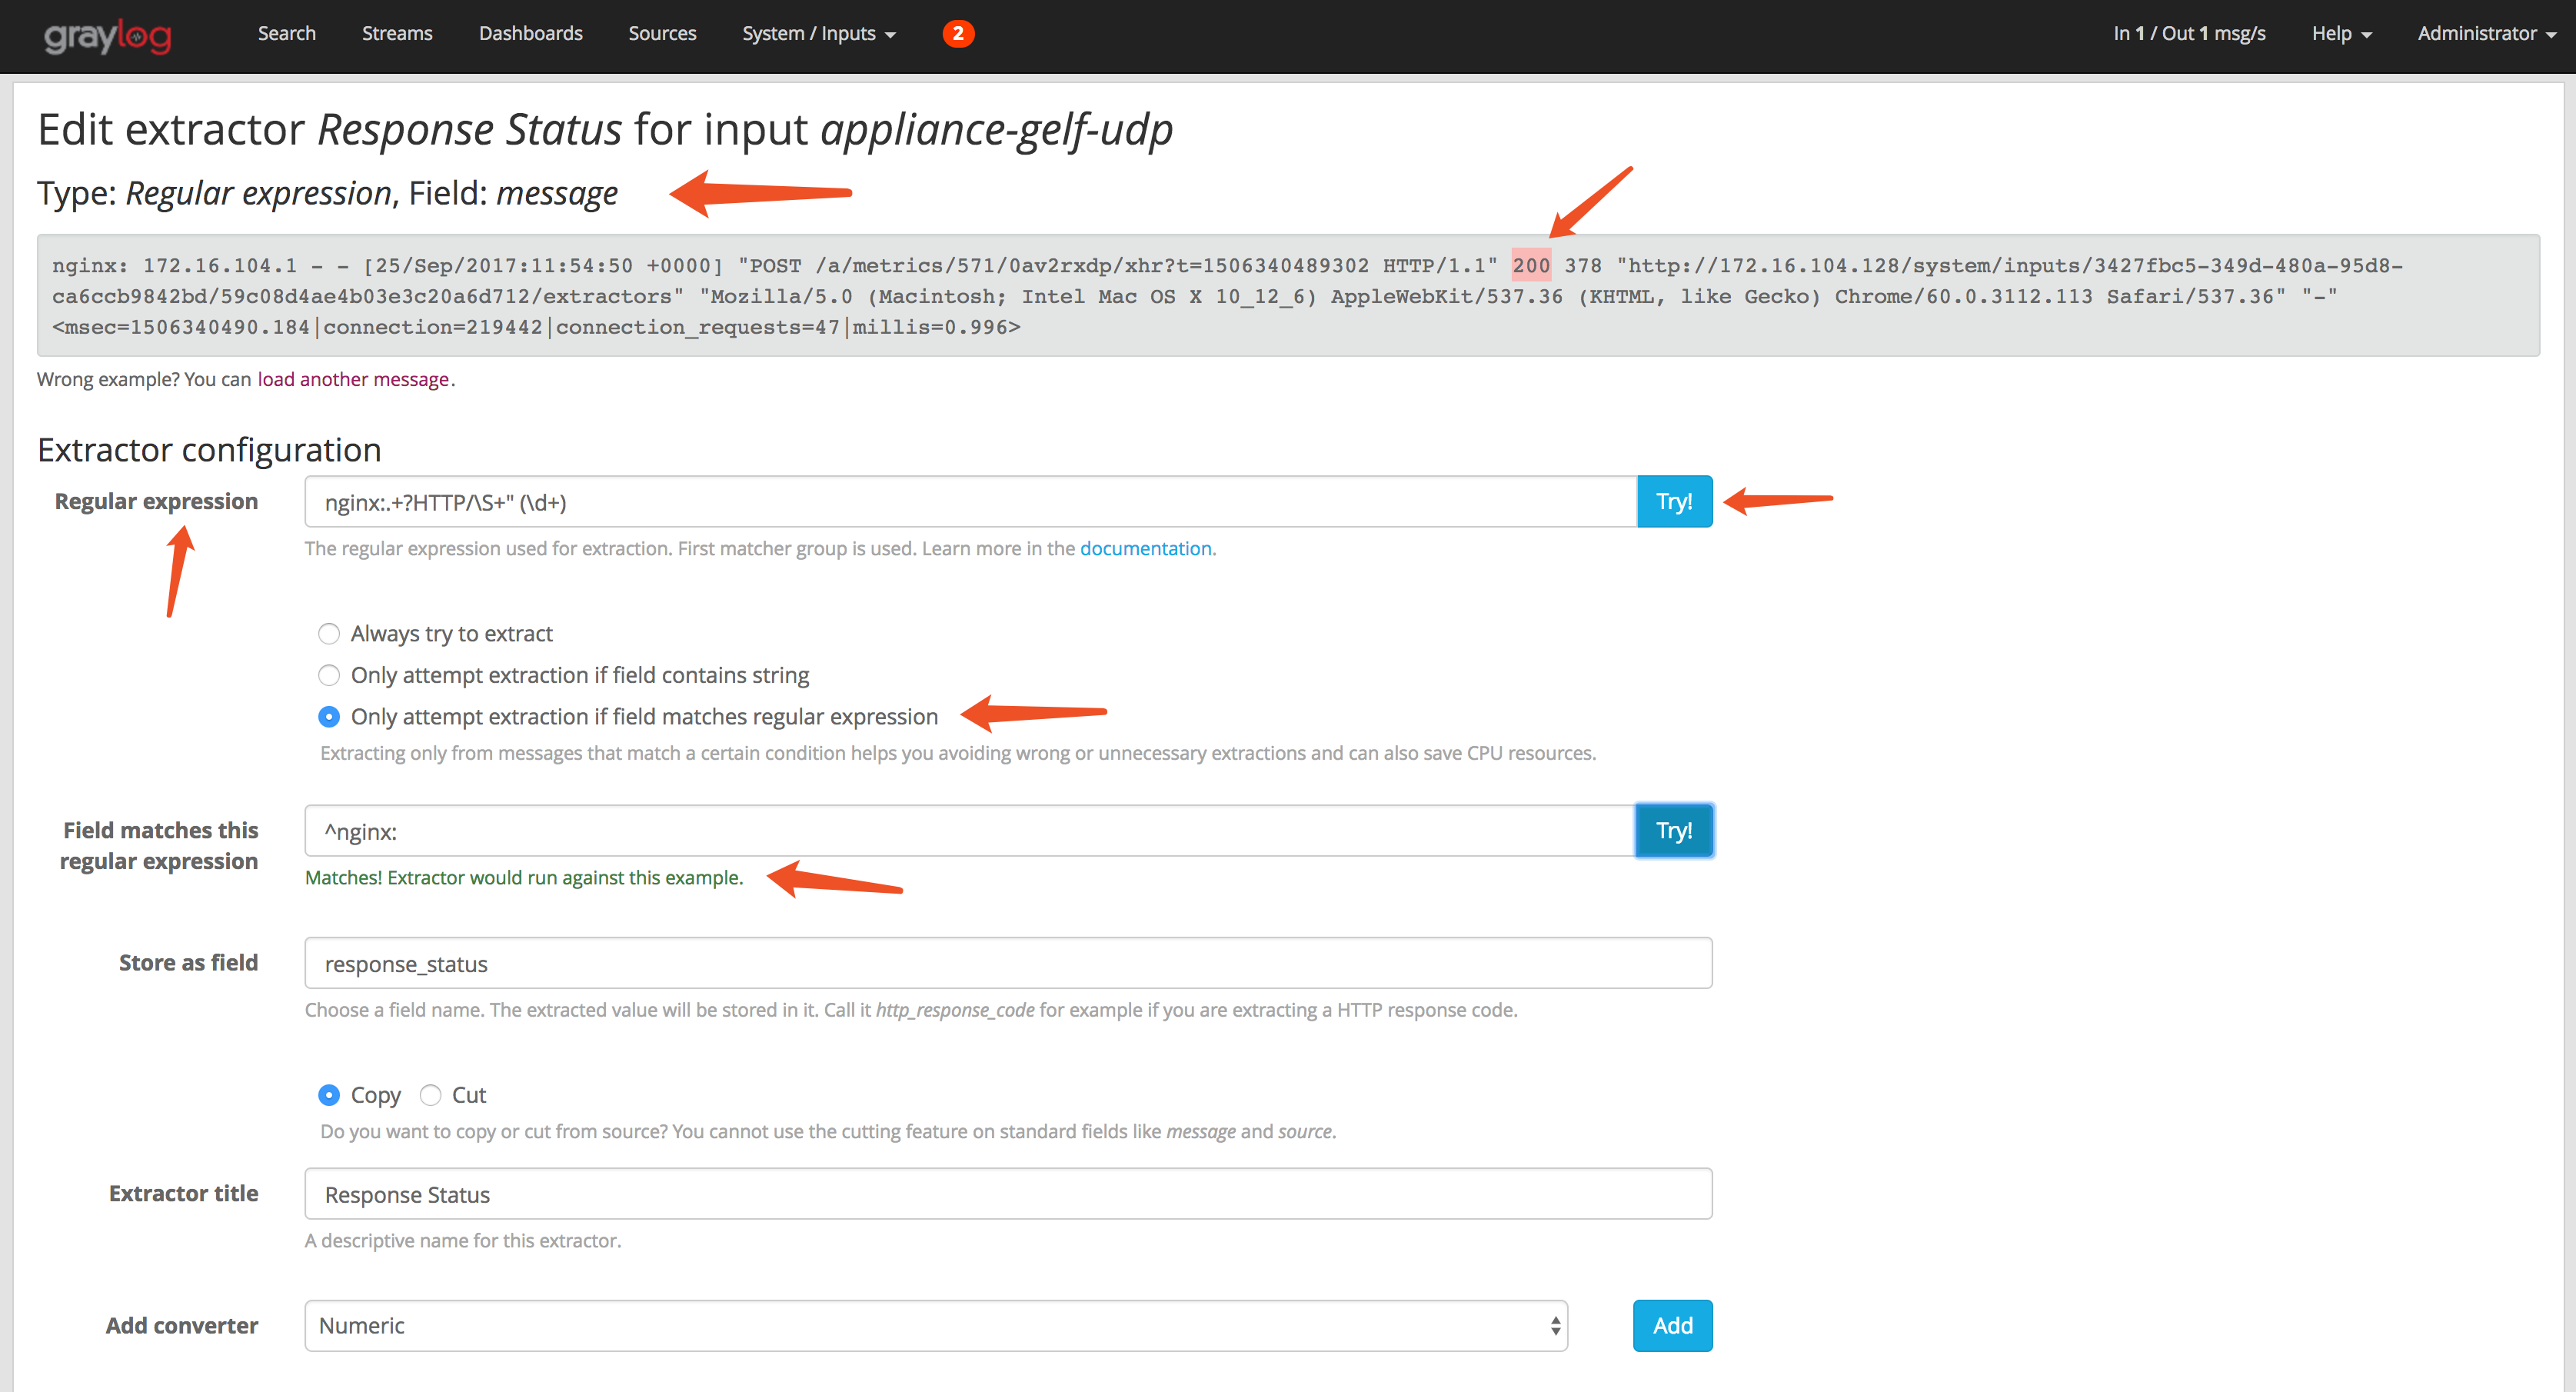 graylog Search Streams Dashboards Sources System / Inputs 2 In 1 / Out 1 msg/s Help Administrator
Edit extractor Response Status for input appliance-gelf-udp
Type: Regular expression, Field: message
nginx: 172.16.104.1 - - [25/Sep/2017:11:54:50 +0000] "POST /a/metrics/571/0av2rxdp/xhr?t=1506340489302 HTTP/1.1" 200 378 "http://172.16.104.128/system/inputs/3427fbc5-349d-480a-95d8-
ca6ccb9842bd/59c08d4ae4b03e3c20a6d712/extractors" "Mozilla/5.0 (Macintosh; Intel Mac OS X 10_12_6) AppleWebKit/537.36 (KHTML, like Gecko) Chrome/60.0.3112.113 Safari/537.36" "-"
<msec=1506340490.184|connection=219442|connection_requests=47|millis=0.996>
Wrong example? You can load another message.
Extractor configuration
Regular expression nginx:.+?HTTP/\S+" (\d+) Try!
The regular expression used for extraction. First matcher group is used. Learn more in the documentation.
Always try to extract
Only attempt extraction if field contains string
Only attempt extraction if field matches regular expression
Extracting only from messages that match a certain condition helps you avoiding wrong or unnecessary extractions and can also save CPU resources.
Field matches this
regular expression
^nginx: Try!
Matches! Extractor would run against this example.
Store as field response_status
Choose a field name. The extracted value will be stored in it. Call it http_response_code for example if you are extracting a HTTP response code.
Copy Cut
Do you want to copy or cut from source? You cannot use the cutting feature on standard fields like message and source.
Extractor title Response Status
A descriptive name for this extractor.
Add converter Numeric Add